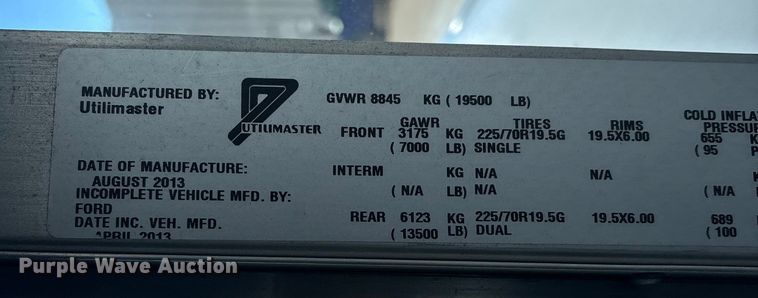 MANUFACTURED BY:
Utilimaster
UTILIMASTER
GVWR 8845 KG ( 19500 LB)
GAWR TIRES RIMS COLD INFLA
PRESSU
FRONT 3175 KG 225/70R19.5G 19.5X6.00 655 K
( 7000 LB) SINGLE ( 95 P
DATE OF MANUFACTURE:
AUGUST 2013
INTERM KG N/A N/A
( N/A LB) N/A ( N/A
INCOMPLETE VEHICLE MFD. BY:
FORD
DATE INC. VEH. MFD.
APRIL 2013
REAR 6123 KG 225/70R19.5G 19.5X6.00 689
( 13500 LB) DUAL ( 100
Purple Wave Auction